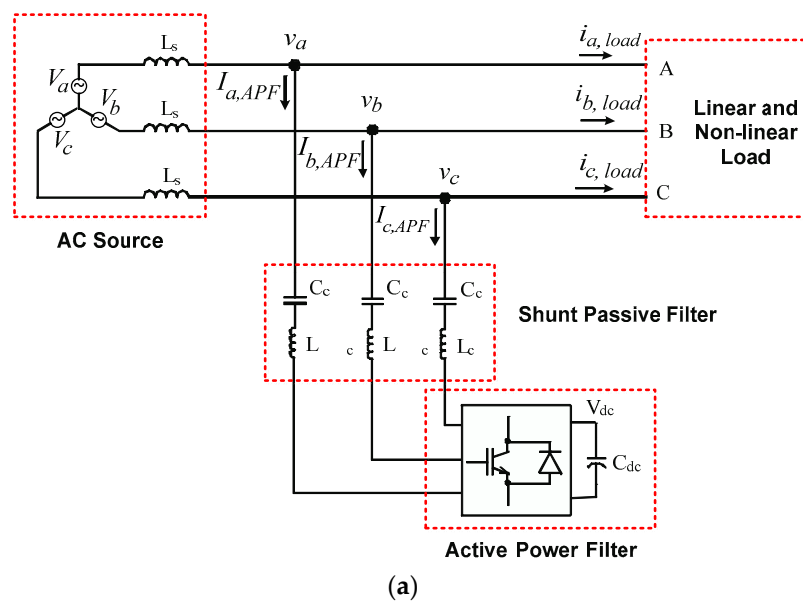 Ls
va
ia, load
Va
Ia,APF
A
Vb
vb
ib, load
Linear and
Non-linear
Load
Vc
Ls
Ib,APF
B
Ls
vc
ic, load
C
AC Source
Ic,APF
Cc
Cc
Cc
Shunt Passive Filter
L
c
L
c
Lc
Vdc
Cdc
Active Power Filter
(a)